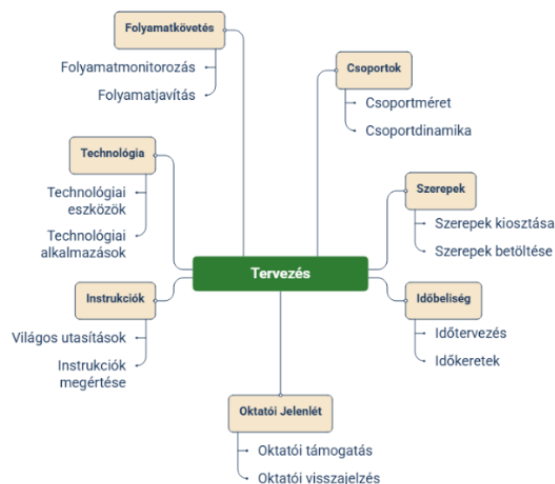 Folyamatkövetés
Folyamatmonitorozás
Folyamatjavítás
Csoportok
Csoportméret
Csoportdinamika
Technológia
Technológiai
eszközök
Technológiai
alkalmazások
Szerepek
Szerepek kiosztása
Szerepek betöltése
Tervezés
Instrukciók
Világos utasítások
Instrukciók
megértése
Időbeliség
Időtervezés
Időkeretek
Oktatói Jelenlét
Oktatói támogatás
Oktatói visszajelzés